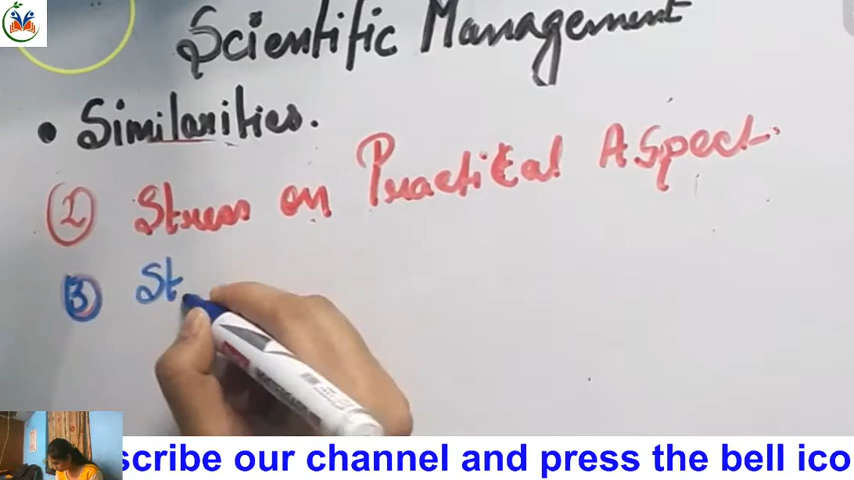 Scientific Management
• Similarities.
② Stress on Practical Aspect.
③ St
scribe our channel and press the bell ico